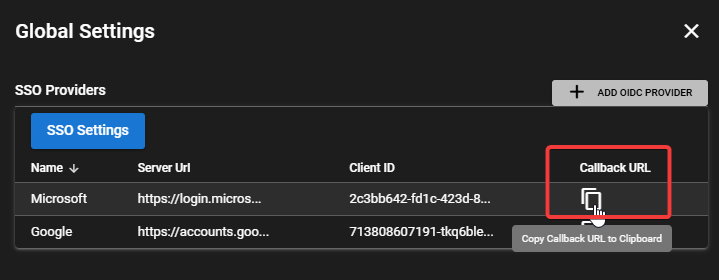 Global Settings
SSO Providers
ADD OIDC PROVIDER
SSO Settings
Name Server Url Client ID Callback URL
Microsoft https://login.micros... 2c3bb642-fd1c-423d-8...
Google https://accounts.goo... 713808607191-tkq6ble...
Copy Callback URL to Clipboard